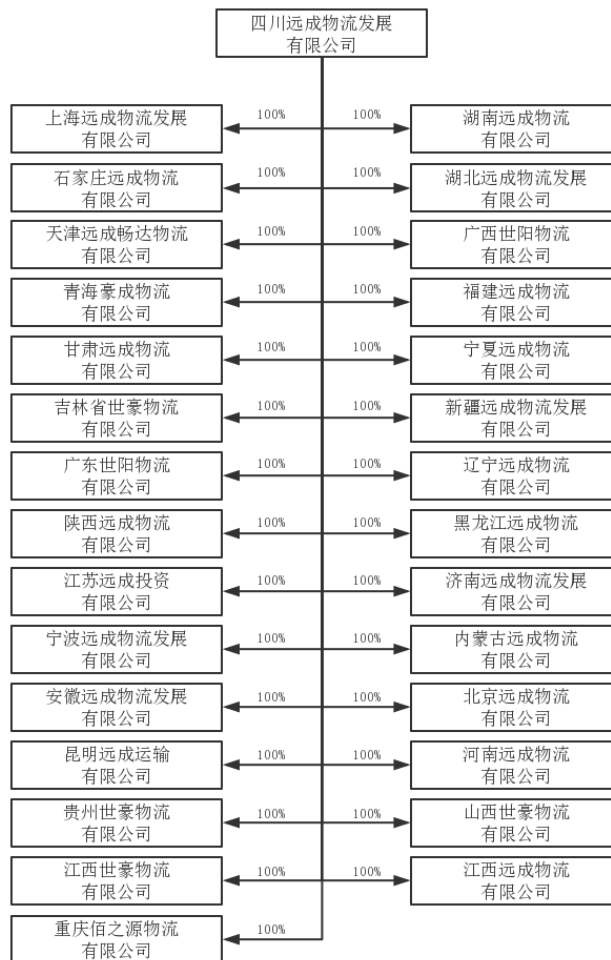 四川远成物流发展
有限公司
上海远成物流发展
有限公司
100%
100%
湖南远成物流
有限公司
石家庄远成物流
有限公司
100%
100%
湖北远成物流发展
有限公司
天津远成畅达物流
有限公司
100%
100%
广西世阳物流
有限公司
青海豪成物流
有限公司
100%
100%
福建远成物流
有限公司
甘肃远成物流
有限公司
100%
100%
宁夏远成物流
有限公司
吉林省世豪物流
有限公司
100%
100%
新疆远成物流发展
有限公司
广东世阳物流
有限公司
100%
100%
辽宁远成物流
有限公司
陕西远成物流
有限公司
100%
100%
黑龙江远成物流
有限公司
江苏远成投资
有限公司
100%
100%
济南远成物流发展
有限公司
宁波远成物流发展
有限公司
100%
100%
内蒙古远成物流
有限公司
安徽远成物流发展
有限公司
100%
100%
北京远成物流
有限公司
昆明远成运输
有限公司
100%
100%
河南远成物流
有限公司
贵州世豪物流
有限公司
100%
100%
山西世豪物流
有限公司
江西世豪物流
有限公司
100%
100%
江西远成物流
有限公司
重庆佰之源物流
有限公司
100%